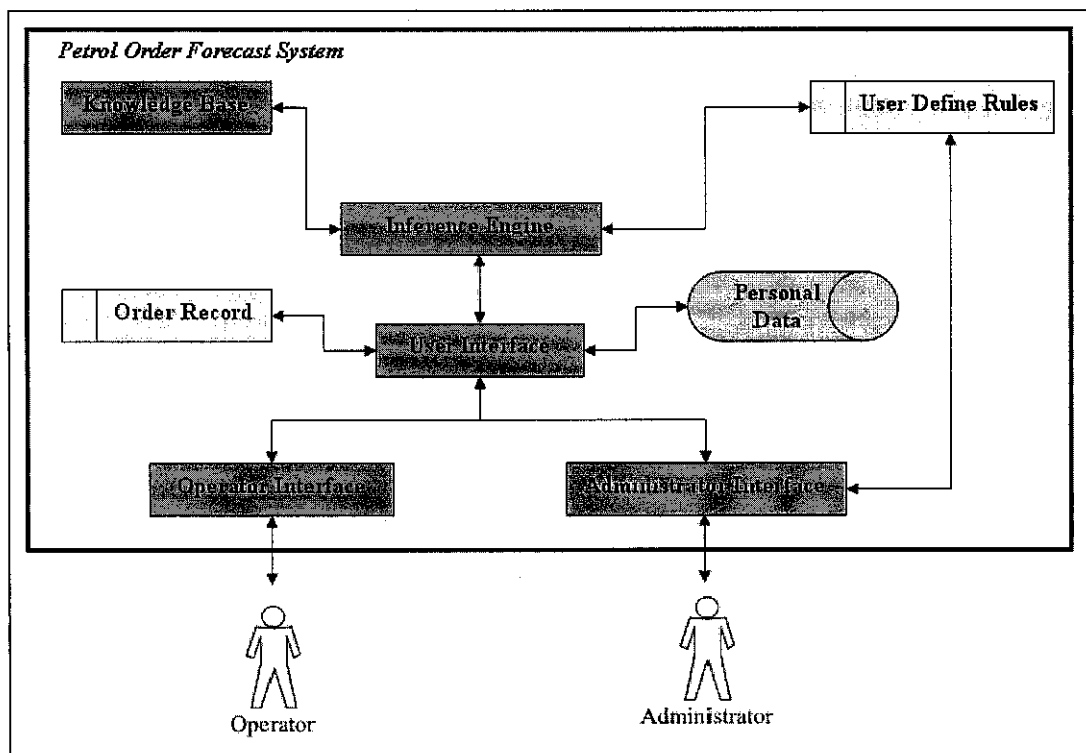 Petrol Order Forecast System
Knowledge Base
User Define Rules
Inference Engine
Order Record
Personal
Data
User Interface
Operator Interface
Administrator Interface
Operator
Administrator